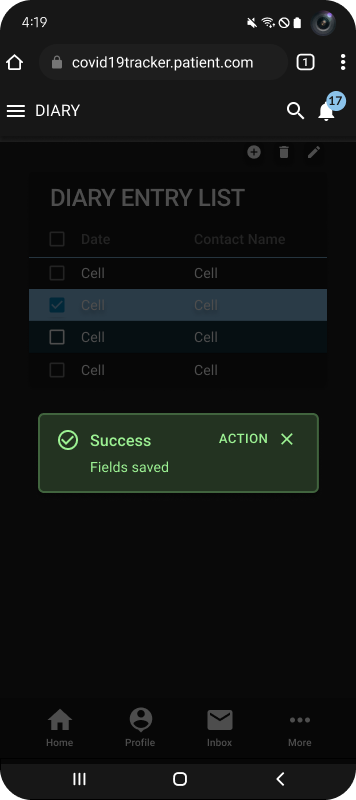 4:19
covid19tracker.patient.com
1
DIARY
17
DIARY ENTRY LIST
Date Contact Name
Cell Cell
Cell Cell
Cell Cell
Cell Cell
Success ACTION
Fields saved
Home Profile Inbox More